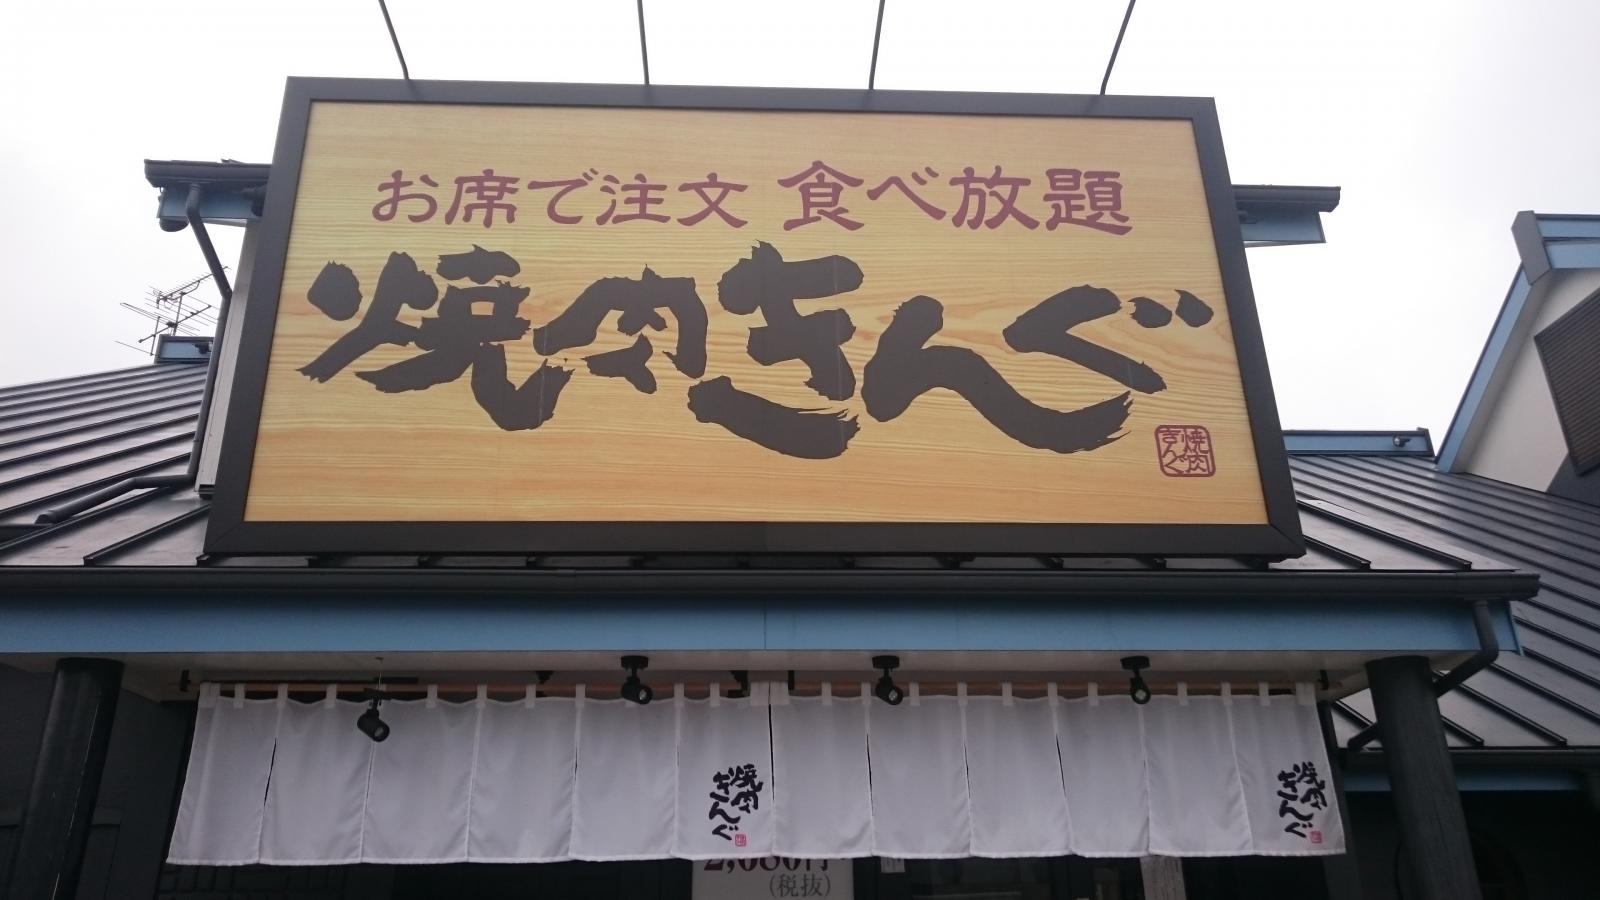 お席で注文 食べ放題
焼肉きんぐ
焼肉
きんぐ
焼肉
きんぐ
焼肉
きんぐ
(税抜)